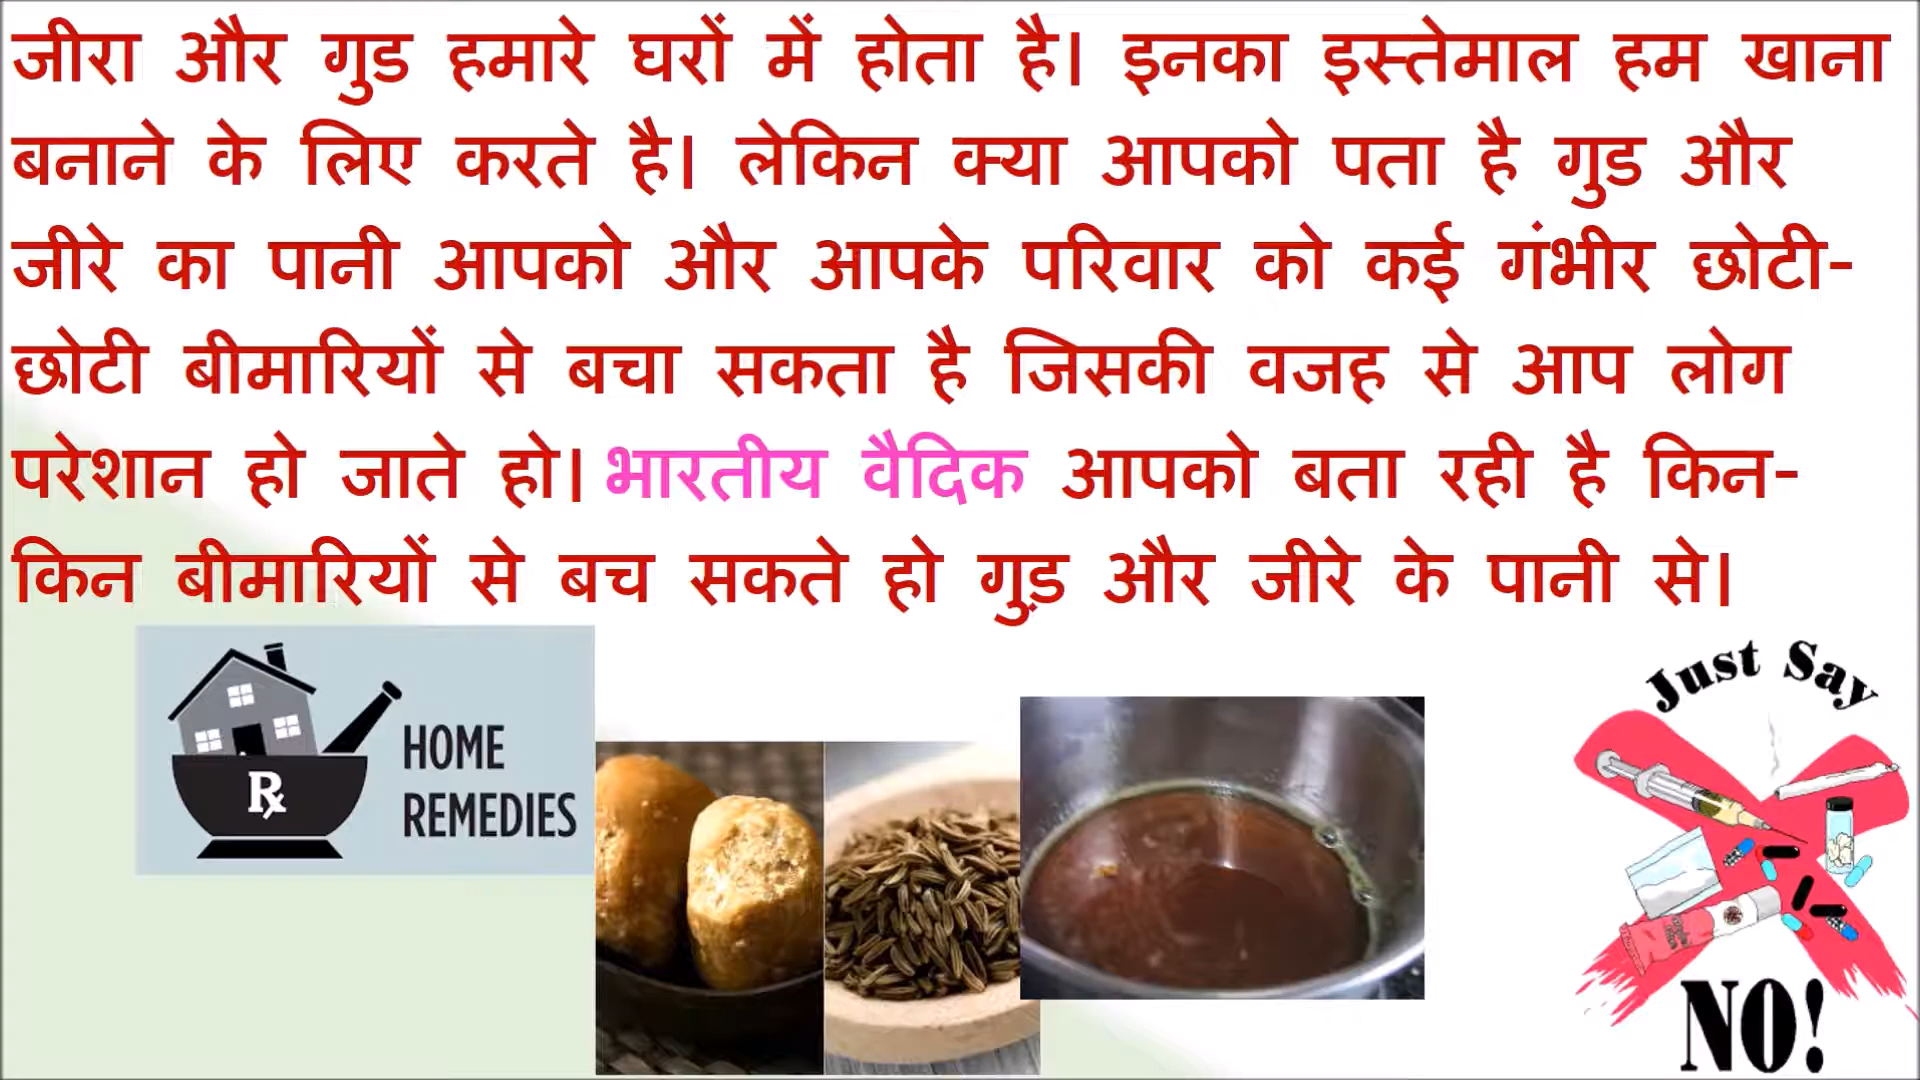 जीरा और गुड हमारे घरों में होता है। इनका इस्तेमाल हम खाना
बनाने के लिए करते है। लेकिन क्या आपको पता है गुड और
जीरे का पानी आपको और आपके परिवार को कई गंभीर छोटी-
छोटी बीमारियों से बचा सकता है जिसकी वजह से आप लोग
परेशान हो जाते हो। भारतीय वैदिक आपको बता रही है किन-
किन बीमारियों से बच सकते हो गुड़ और जीरे के पानी से।
HOME
REMEDIES
℞
Just Say
NO!